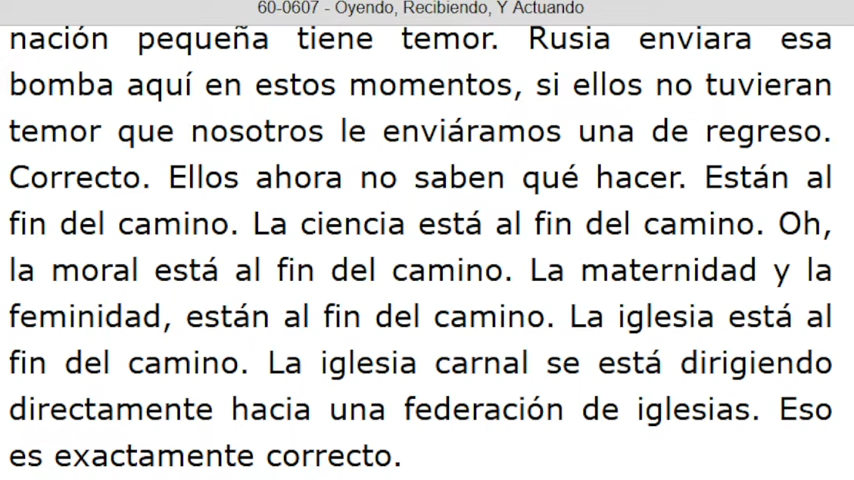 60-0607 - Oyendo, Recibiendo, Y Actuando
nación pequeña tiene temor. Rusia enviara esa
bomba aquí en estos momentos, si ellos no tuvieran
temor que nosotros le enviáramos una de regreso.
Correcto. Ellos ahora no saben qué hacer. Están al
fin del camino. La ciencia está al fin del camino. Oh,
la moral está al fin del camino. La maternidad y la
feminidad, están al fin del camino. La iglesia está al
fin del camino. La iglesia carnal se está dirigiendo
directamente hacia una federación de iglesias. Eso
es exactamente correcto.